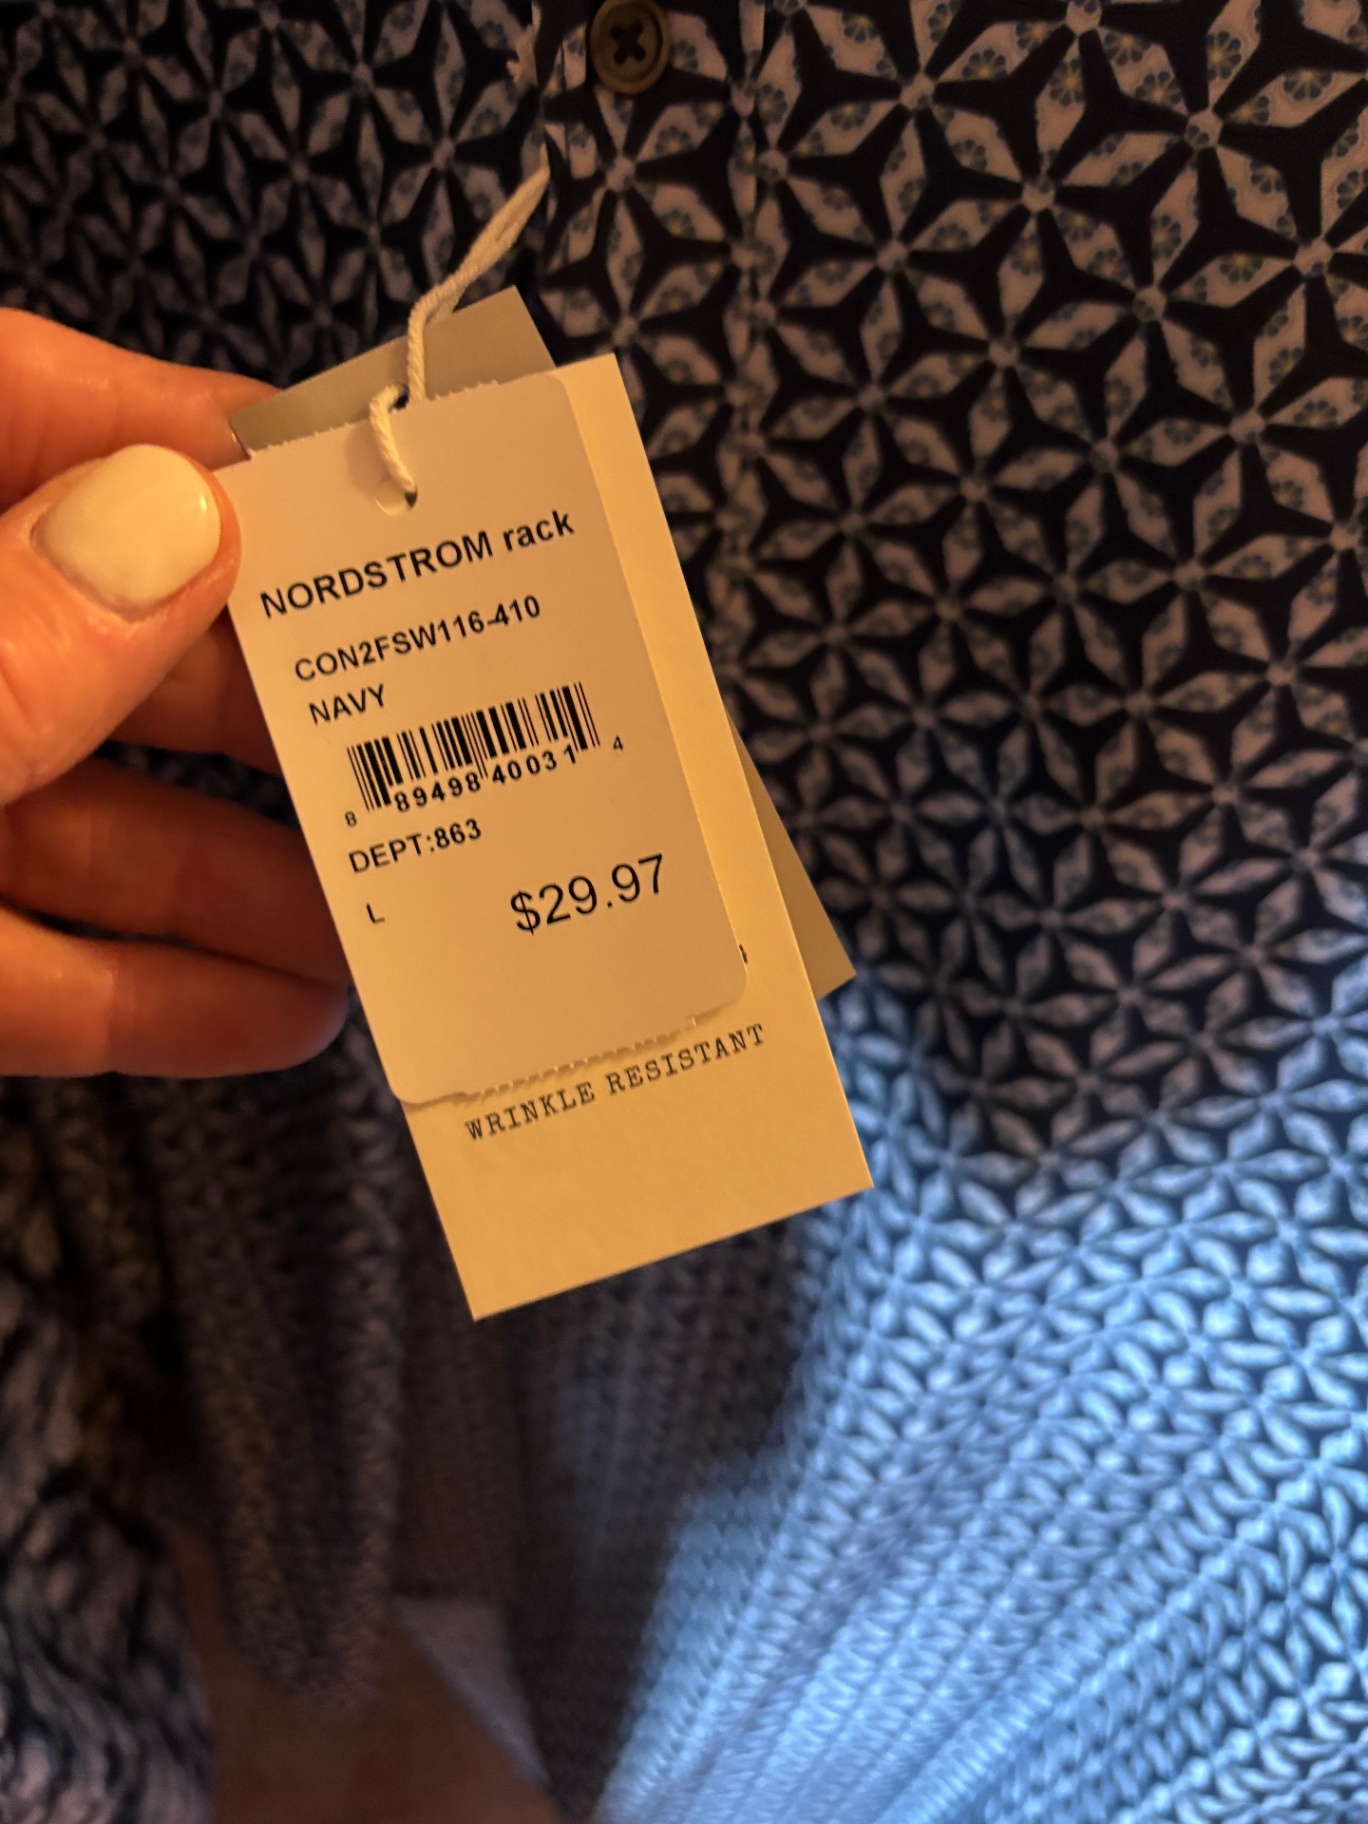 NORDSTROM rack
CON2FSW116-410
NAVY
8 89498 40031 4
DEPT:863
L $29.97
WRINKLE RESISTANT